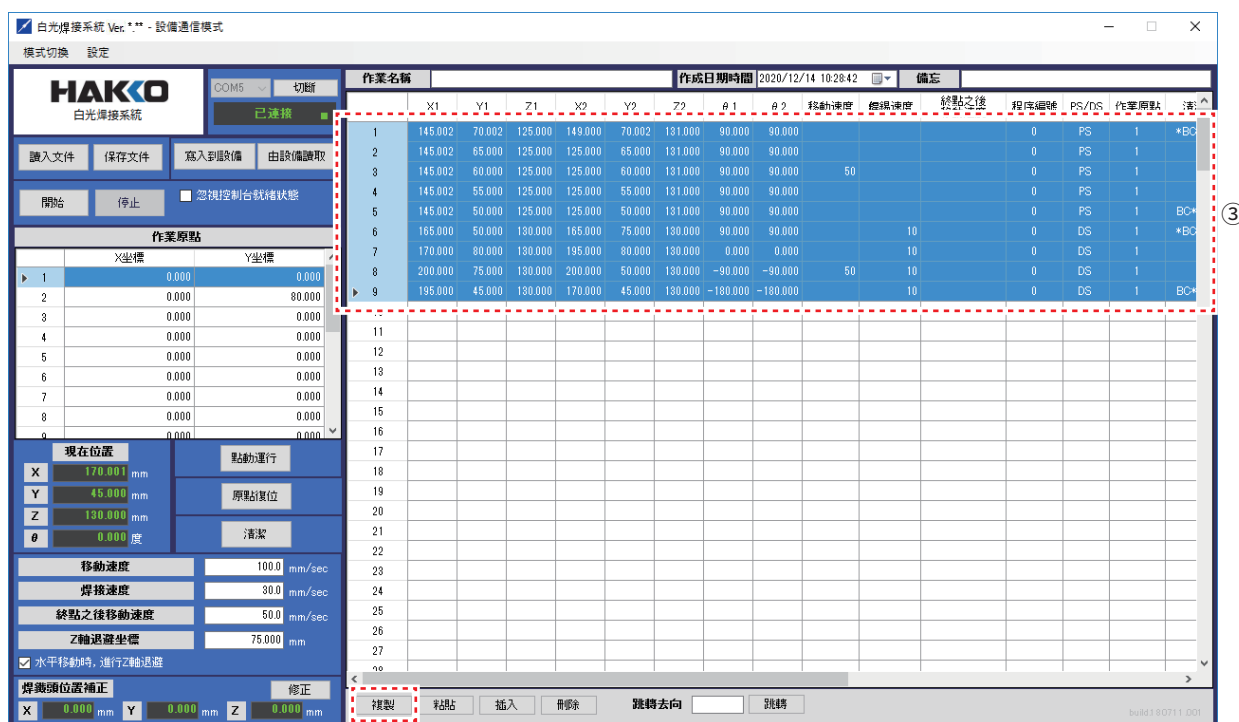 白光焊接系統 Ver. *.** - 設備通信模式
模式切換 設定
HAKKO
白光焊接系統
COM5 切斷
已連接
讀入文件 保存文件 寫入到設備 由設備讀取
開始 停止 忽視控制台就緒狀態
作業原點
X坐標 Y坐標
1 0.000 0.000
2 0.000 80.000
3 0.000 0.000
4 0.000 0.000
5 0.000 0.000
6 0.000 0.000
7 0.000 0.000
8 0.000 0.000
9 0.000 0.000
現在位置
X 170.001 mm
Y 45.000 mm
Z 130.000 mm
θ 0.000 度
點動運行
原點復位
清潔
移動速度 100.0 mm/sec
焊接速度 30.0 mm/sec
終點之後移動速度 50.0 mm/sec
Z軸退避坐標 75.000 mm
水平移動時, 進行Z軸退避
焊鐵頭位置補正 修正
X 0.000 mm Y 0.000 mm Z 0.000 mm
作業名稱 作成日期時間 2020/12/14 10:28:42 備忘
X1 Y1 Z1 X2 Y2 Z2 θ1 θ2 移動速度 焊錫速度 終點之後 程序編號 PS/DS 作業原點
1 145.002 70.002 125.000 149.000 70.002 131.000 90.000 90.000 0 PS 1 *BC
2 145.002 65.000 125.000 125.000 65.000 131.000 90.000 90.000 0 PS 1
3 145.002 60.000 125.000 125.000 60.000 131.000 90.000 90.000 50 0 PS 1
4 145.002 55.000 125.000 125.000 55.000 131.000 90.000 90.000 0 PS 1
5 145.002 50.000 125.000 125.000 50.000 131.000 90.000 90.000 0 PS 1 BC*
6 165.000 50.000 130.000 165.000 75.000 130.000 90.000 90.000 10 0 DS 1 *BC
7 170.000 80.000 130.000 195.000 80.000 130.000 0.000 0.000 10 0 DS 1
8 200.000 75.000 130.000 200.000 50.000 130.000 -90.000 -90.000 50 10 0 DS 1
9 195.000 45.000 130.000 170.000 45.000 130.000 -180.000 -180.000 10 0 DS 1 BC*
11
12
13
14
15
16
17
18
19
20
21
22
23
24
25
26
27
複製 粘貼 插入 刪除 跳轉去向 跳轉
build.180711.001
③